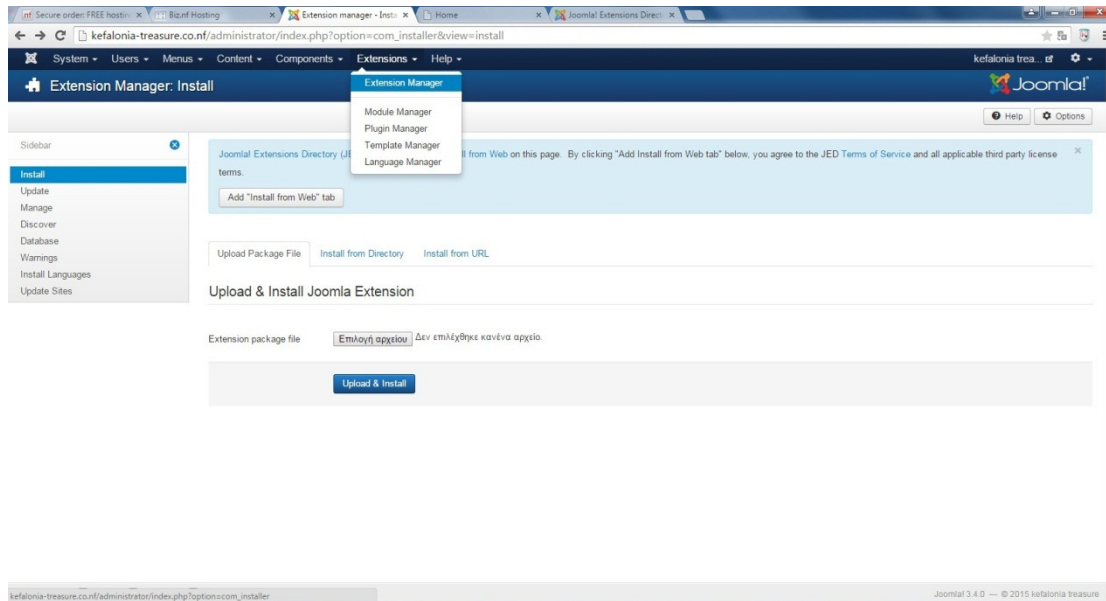 nf Secure order: FREE hostin
Biz.nf Hosting
Extension manager - Insta
Home
Joomla! Extensions Direct
kefalonia-treasure.co.nf/administrator/index.php?option=com_installer&view=install
System Users Menus Content Components Extensions Help
kefalonia trea...
Extension Manager: Install
Joomla!
Help
Options
Extension Manager
Module Manager
Plugin Manager
Template Manager
Language Manager
Sidebar
Install
Update
Manage
Discover
Database
Warnings
Install Languages
Update Sites
Joomla! Extensions Directory (JE from Web on this page. By clicking "Add Install from Web tab" below, you agree to the JED Terms of Service and all applicable third party license
terms.
Add "Install from Web" tab
Upload Package File
Install from Directory
Install from URL
Upload & Install Joomla Extension
Extension package file
Επιλογή αρχείου Δεν επιλέχθηκε κανένα αρχείο.
Upload & Install
kefalonia-treasure.co.nf/administrator/index.php?option=com_installer
Joomla! 3.4.0 — © 2015 kefalonia treasure